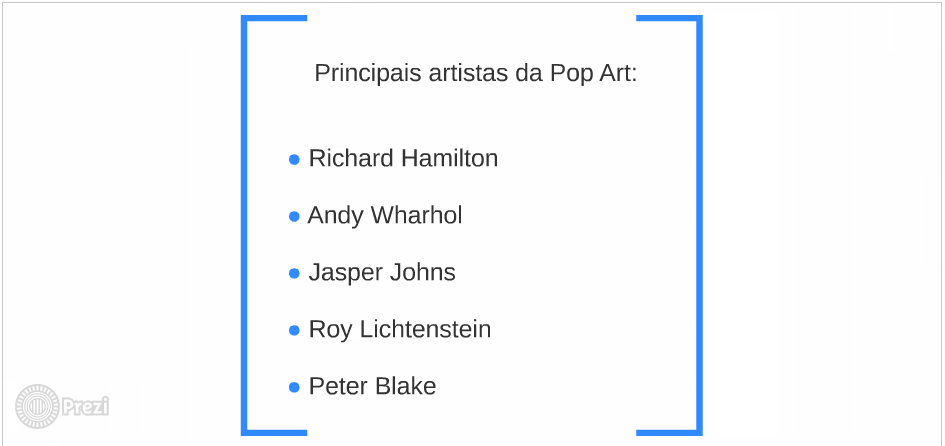 Principais artistas da Pop Art:
Richard Hamilton
Andy Wharhol
Jasper Johns
Roy Lichtenstein
Peter Blake
Prezi